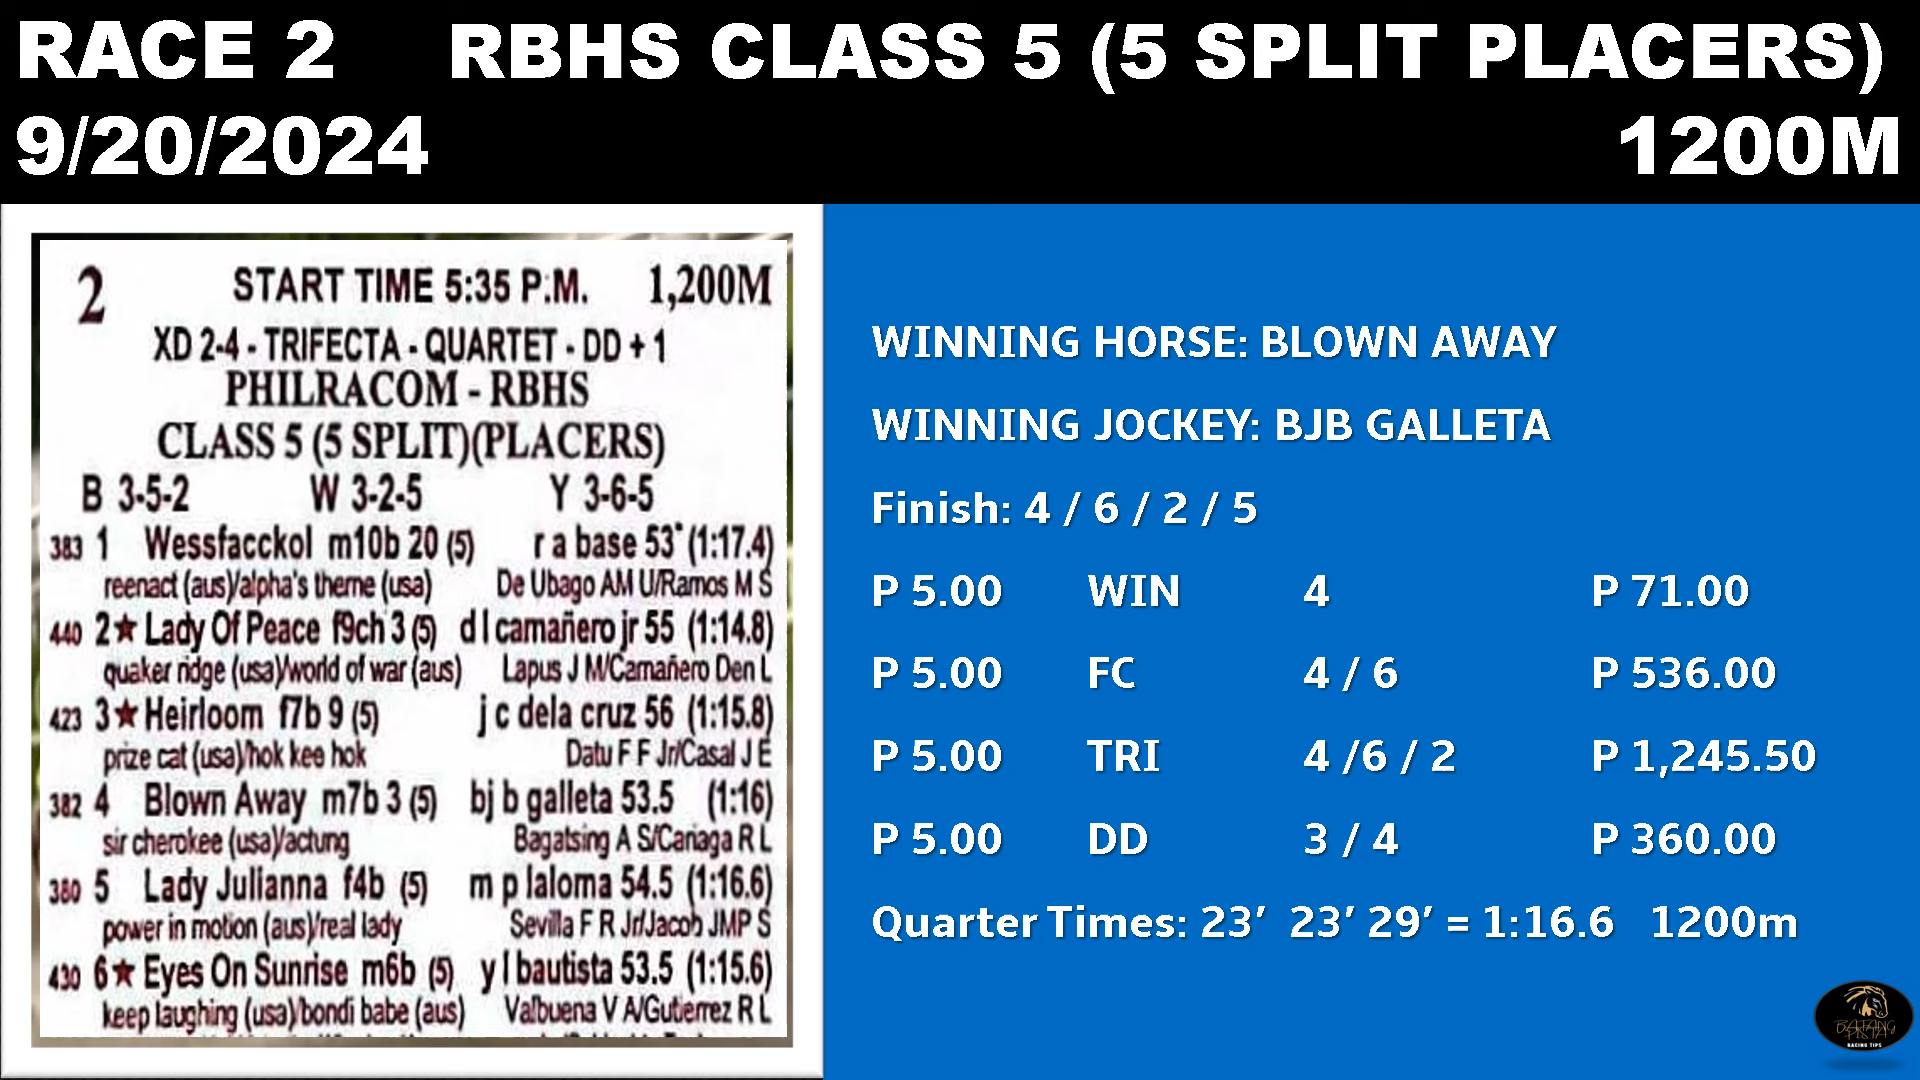 RACE 2 RBHS CLASS 5 (5 SPLIT PLACERS)
9/20/2024 1200M
2 START TIME 5:35 P.M. 1,200M
XD 2-4 - TRIFECTA - QUARTET - DD + 1
PHILRACOM - RBHS
CLASS 5 (5 SPLIT)(PLACERS)
B 3-5-2 W 3-2-5 Y 3-6-5
383 1 Wessfacckol m10b 20 (5) r a base 53* (1:17.4)
reenact (aus)/alpha's theme (usa) De Ubago AM U/Ramos M S
440 2★ Lady Of Peace f9ch 3 (5) d l camañero jr 55 (1:14.8)
quaker ridge (usa)/world of war (aus) Lapus J M/Camañero Den L
423 3★ Heirloom f7b 9 (5) j c dela cruz 56 (1:15.8)
prize cat (usa)/hok kee hok Datu F F Jr/Casal J E
382 4 Blown Away m7b 3 (5) bj b galleta 53.5 (1:16)
sir cherokee (usa)/actung Bagatsing A S/Cariaga R L
380 5 Lady Julianna f4b (5) m p laloma 54.5 (1:16.6)
power in motion (aus)/real lady Sevilla F R Jr/Jacob JMP S
430 6★ Eyes On Sunrise m6b (5) y l bautista 53.5 (1:15.6)
keep laughing (usa)/bondi babe (aus) Valbuena V A/Gutierrez R L
WINNING HORSE: BLOWN AWAY
WINNING JOCKEY: BJB GALLETA
Finish: 4 / 6 / 2 / 5
P 5.00 WIN 4 P 71.00
P 5.00 FC 4 / 6 P 536.00
P 5.00 TRI 4 /6 / 2 P 1,245.50
P 5.00 DD 3 / 4 P 360.00
Quarter Times: 23′ 23′ 29′ = 1:16.6 1200m
RACING TIPS